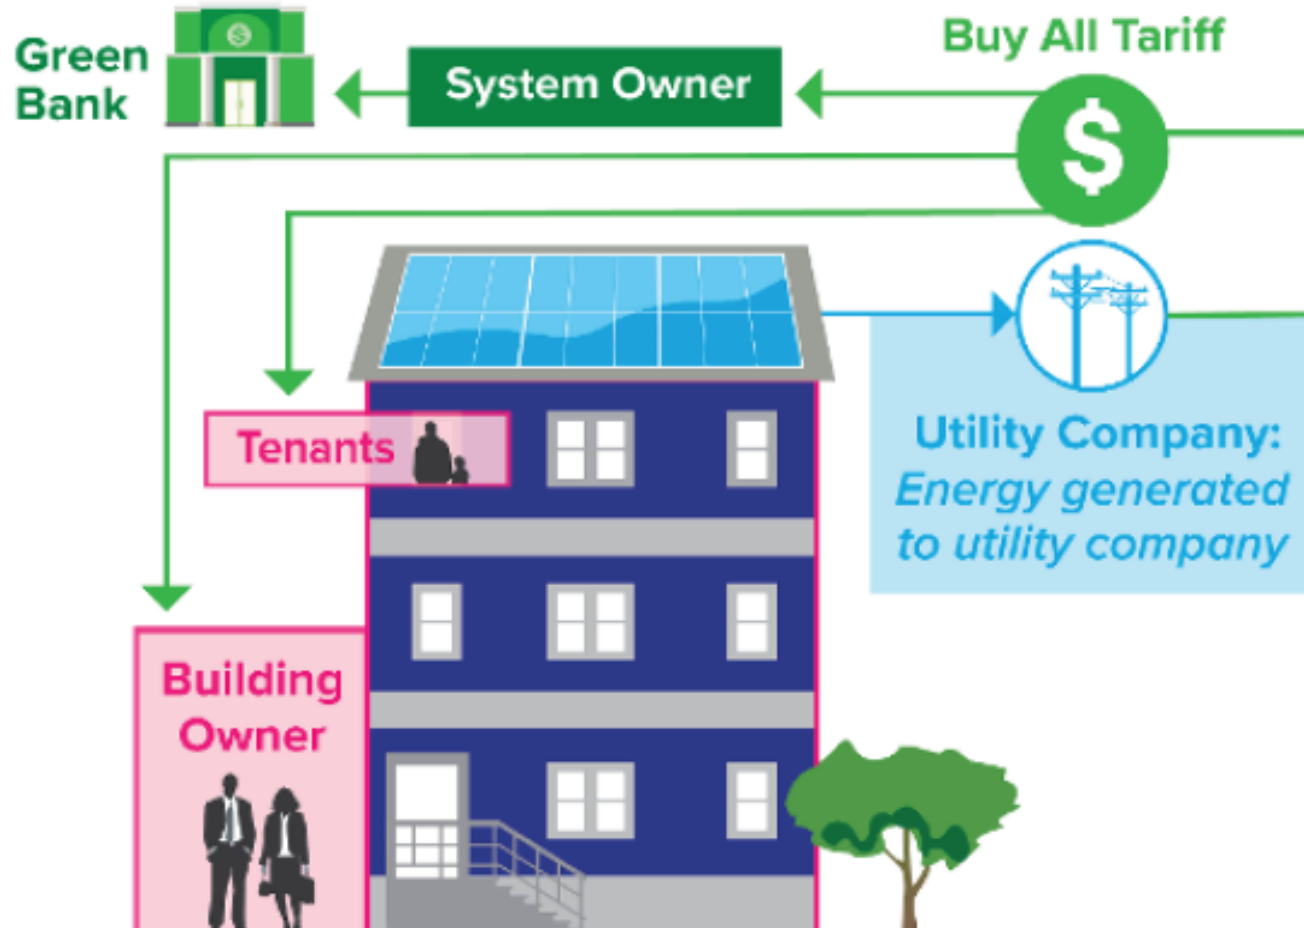 Green
Bank
System Owner
Buy All Tariff
$
$
Tenants
Utility Company:
Energy generated
to utility company
Building
Owner